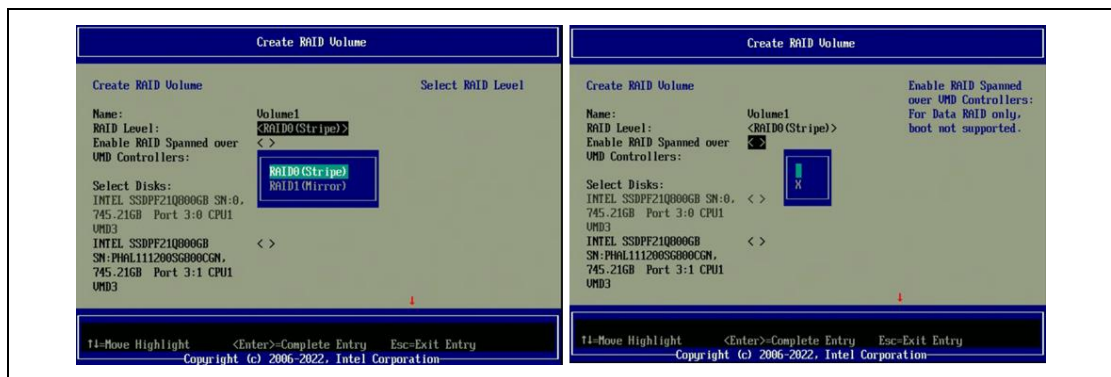 Create RAID Volume
Create RAID Volume
Select RAID Level
Name: Volume1
RAID Level: <RAID0(Stripe)>
Enable RAID Spanned over < >
VMD Controllers:
RAID0(Stripe)
RAID1(Mirror)
Select Disks:
INTEL SSDPF21Q800GB SN:0,
745.21GB Port 3:0 CPU1
VMD3
INTEL SSDPF21Q800GB < >
SN:PHAL111200SG800CGN,
745.21GB Port 3:1 CPU1
VMD3
↓
↑↓=Move Highlight <Enter>=Complete Entry Esc=Exit Entry
Copyright (c) 2006-2022, Intel Corporation
Create RAID Volume
Create RAID Volume
Enable RAID Spanned
over VMD Controllers:
For Data RAID only,
boot not supported.
Name: Volume1
RAID Level: <RAID0(Stripe)>
Enable RAID Spanned over < >
VMD Controllers:
X
Select Disks:
INTEL SSDPF21Q800GB SN:0, < >
745.21GB Port 3:0 CPU1
VMD3
INTEL SSDPF21Q800GB < >
SN:PHAL111200SG800CGN,
745.21GB Port 3:1 CPU1
VMD3
↓
↑↓=Move Highlight <Enter>=Complete Entry Esc=Exit Entry
Copyright (c) 2006-2022, Intel Corporation